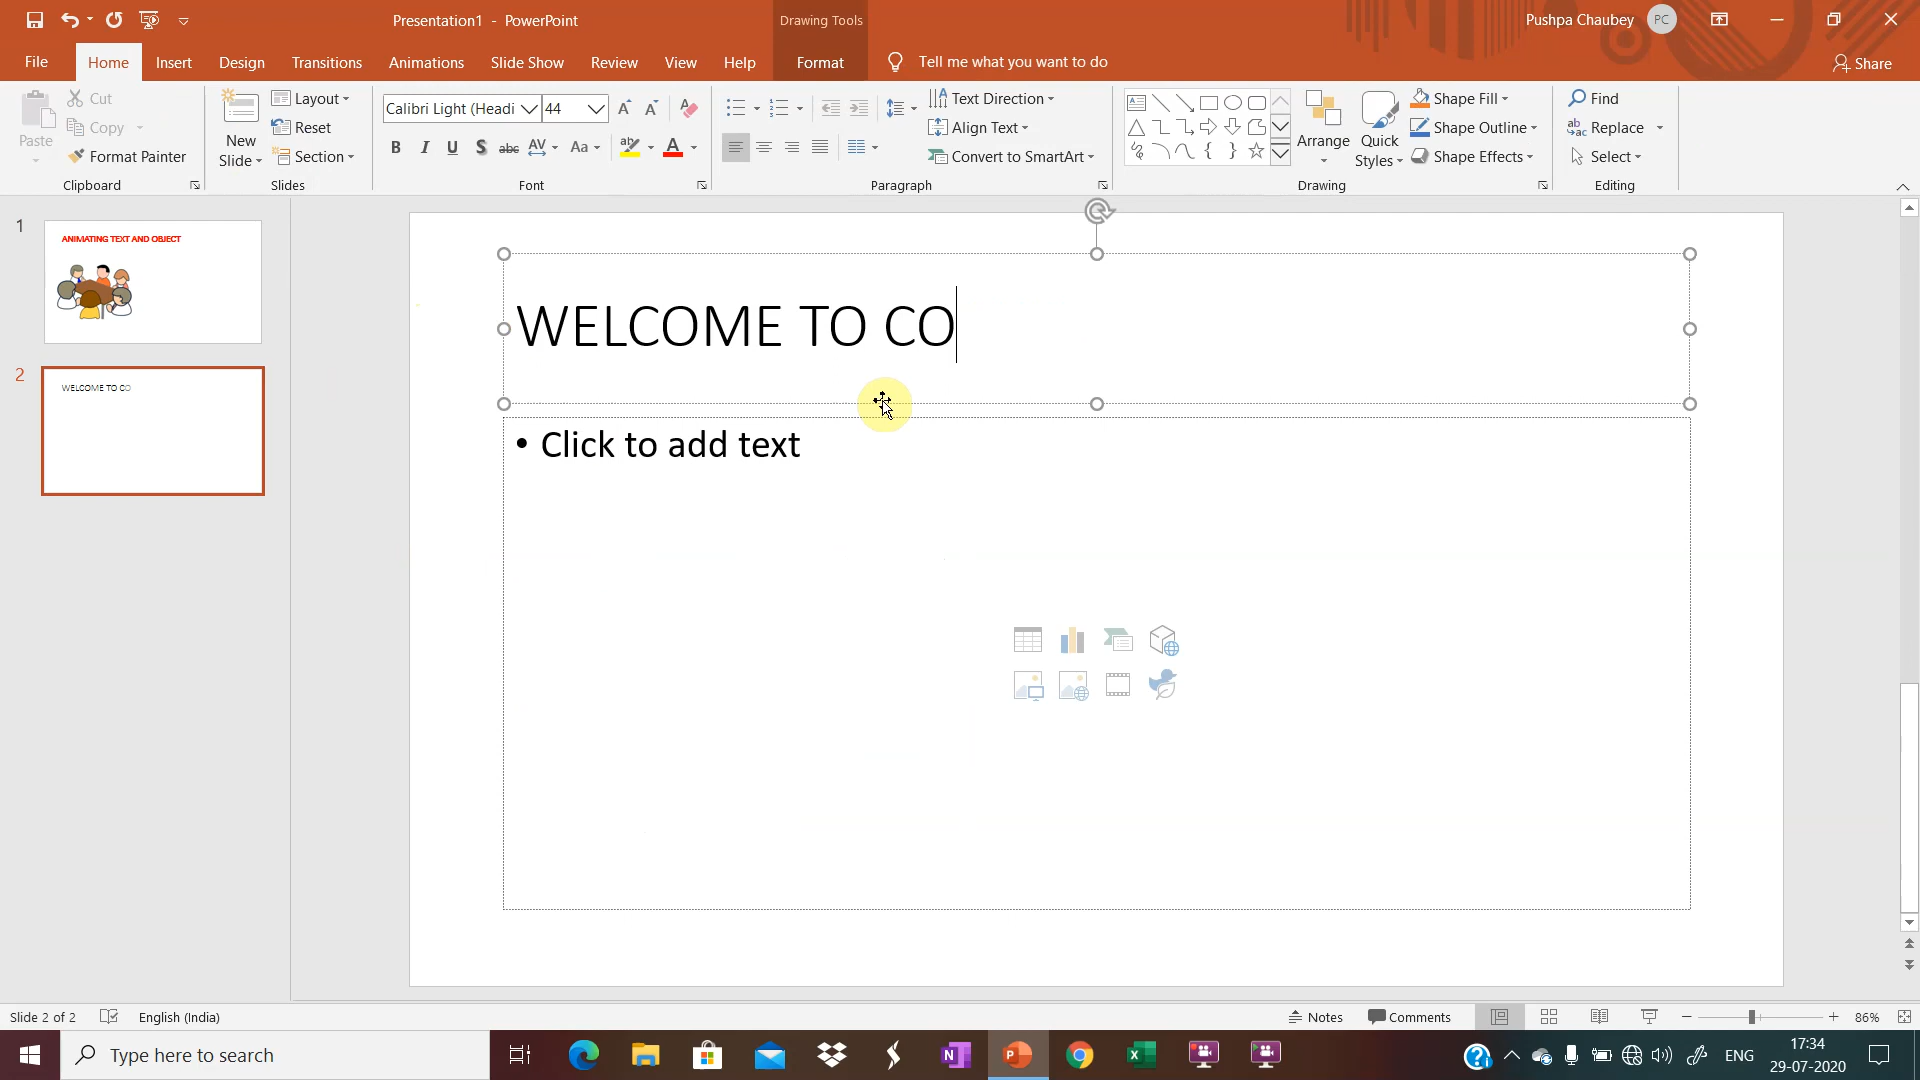 Presentation1 - PowerPoint
Drawing Tools
Pushpa Chaubey
PC
File
Home
Insert
Design
Transitions
Animations
Slide Show
Review
View
Help
Format
Tell me what you want to do
Share
Paste
Cut
Copy
Format Painter
Clipboard
New Slide
Layout
Reset
Section
Slides
Calibri Light (Headi
44
B I U S abc AV Aa A
Font
Text Direction
Align Text
Convert to SmartArt
Paragraph
Arrange
Quick Styles
Shape Fill
Shape Outline
Shape Effects
Drawing
Find
Replace
Select
Editing
1
ANIMATING TEXT AND OBJECT
2
WELCOME TO CO
WELCOME TO CO
• Click to add text
Slide 2 of 2
English (India)
Notes
Comments
86%
Type here to search
ENG
17:34
29-07-2020